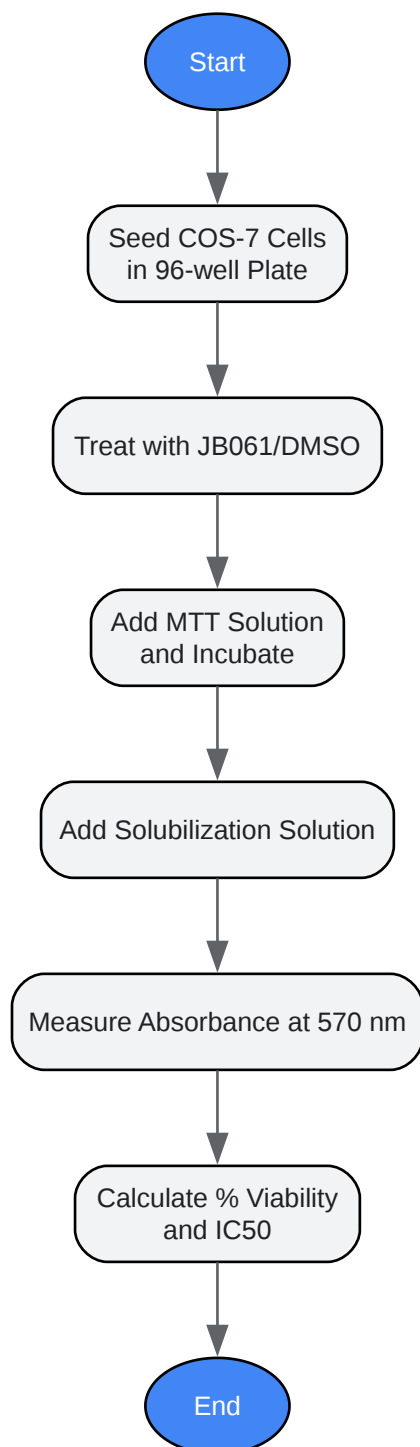 Start
Seed COS-7 Cells
in 96-well Plate
Treat with JB061/DMSO
Add MTT Solution
and Incubate
Add Solubilization Solution
Measure Absorbance at 570 nm
Calculate % Viability
and IC50
End